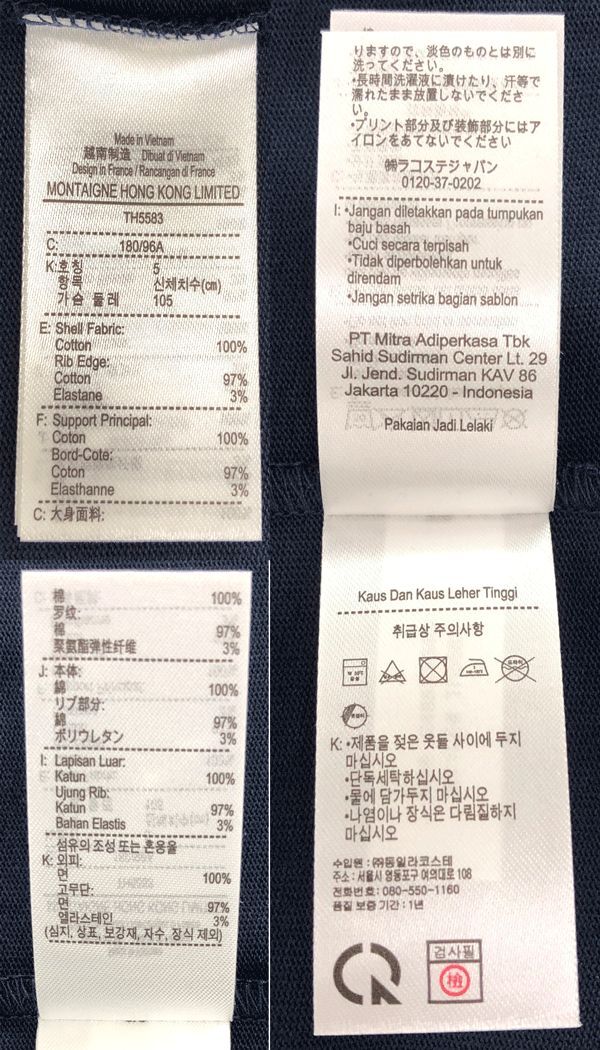 Made in Vietnam
越南制造 Dibuat di Vietnam
Design in France / Rancangan di France
MONTAIGNE HONG KONG LIMITED
TH5583
C: 180/96A
K: 호칭 5
항목 신체치수(cm)
가슴 둘레 105
E: Shell Fabric:
Cotton 100%
Rib Edge:
Cotton 97%
Elastane 3%
F: Support Principal:
Coton 100%
Bord-Cote:
Coton 97%
Elasthanne 3%
C: 大身面料:
棉 100%
罗纹:
棉 97%
聚氨酯弹性纤维 3%
J: 本体:
綿 100%
リブ部分:
綿 97%
ポリウレタン 3%
I: Lapisan Luar:
Katun 100%
Ujung Rib:
Katun 97%
Bahan Elastis 3%
섬유의 조성 또는 혼용율
K: 외피:
면 100%
고무단:
면 97%
엘라스테인 3%
(심지, 상표, 보강재, 자수, 장식 제외)
りますので、淡色のものとは別に
洗ってください。
•長時間洗濯液に漬けたり、汗等で
濡れたまま放置しないでくださ
い。
•プリント部分及び装飾部分にはア
イロンをあてないでください
㈱ラコステジャパン
0120-37-0202
I: •Jangan diletakkan pada tumpukan
baju basah
•Cuci secara terpisah
•Tidak diperbolehkan untuk
direndam
•Jangan setrika bagian sablon
PT Mitra Adiperkasa Tbk
Sahid Sudirman Center Lt. 29
Jl. Jend. Sudirman KAV 86
Jakarta 10220 - Indonesia
Pakaian Jadi Lelaki
Kaus Dan Kaus Leher Tinggi
취급상 주의사항
K: •제품을 젖은 옷들 사이에 두지
마십시오
•단독세탁하십시오
•물에 담가두지 마십시오
•나염이나 장식은 다림질하지
마십시오
수입원 : ㈜동일라코스테
주소 : 서울시 영등포구 여의대로 108
전화번호 : 080-550-1160
품질 보증 기간 : 1년
검사필